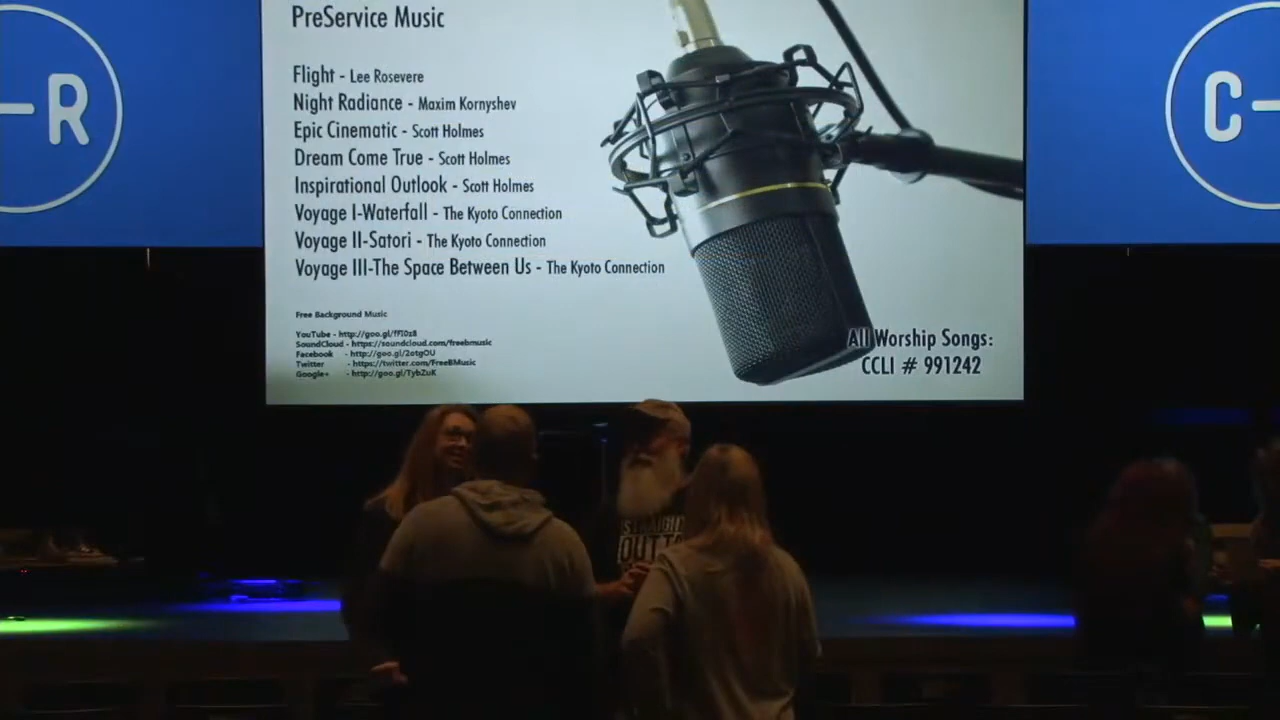 PreService Music
Flight - Lee Rosevere
Night Radiance - Maxim Kornyshev
Epic Cinematic - Scott Holmes
Dream Come True - Scott Holmes
Inspirational Outlook - Scott Holmes
Voyage I-Waterfall - The Kyoto Connection
Voyage II-Satori - The Kyoto Connection
Voyage III-The Space Between Us - The Kyoto Connection
Free Background Music
YouTube - http://goo.gl/fFI0z8
SoundCloud - https://soundcloud.com/freebmusic
Facebook - http://goo.gl/2otgOU
Twitter - https://twitter.com/FreeBMusic
Google+ - http://goo.gl/TybZuK
All Worship Songs:
CCLI # 991242
R
C
OUTTA